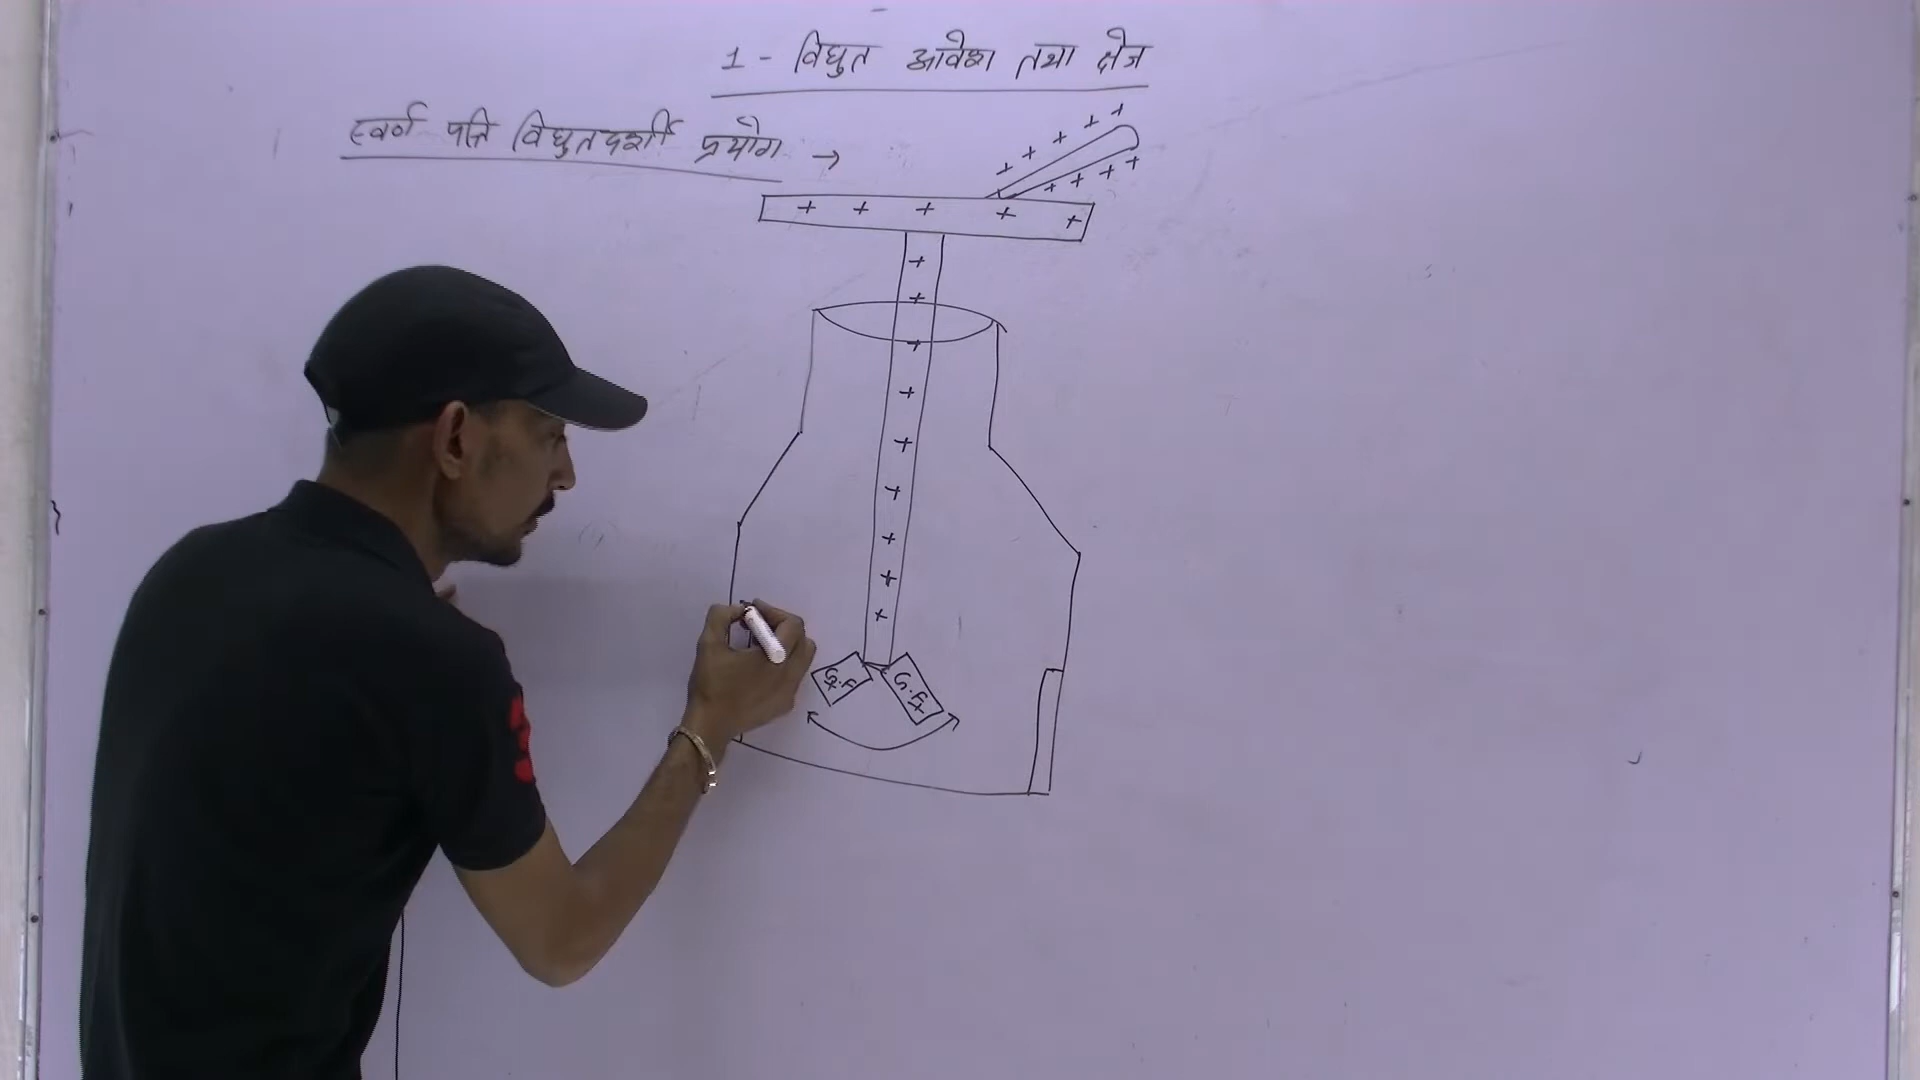 1 - विद्युत आवेश तथा क्षेत्र
स्वर्ण पत्ति विद्युतदर्शी प्रयोग →
+ + + + +
+ + + +
+ + + + +
+
+
+
+
+
+
+
+
+
G.F G.F